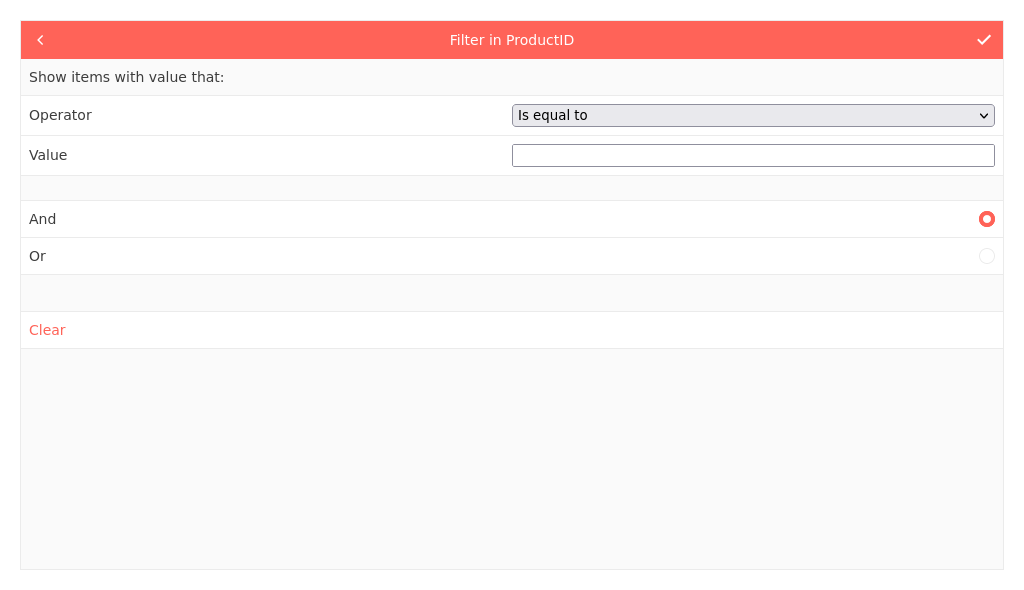 Filter in ProductID
Show items with value that:
Operator
Is equal to
Value
And
Or
Clear